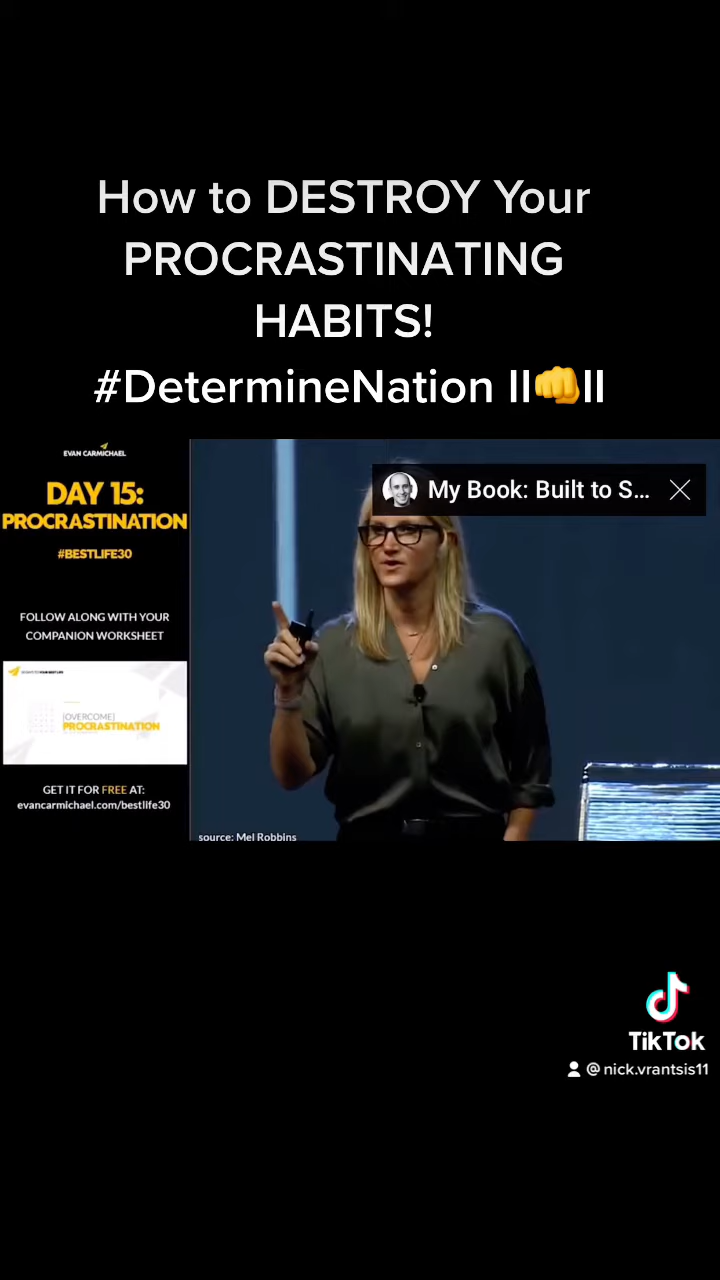 How to DESTROY Your
PROCRASTINATING
HABITS!
#DetermineNation II👊II
EVAN CARMICHAEL
DAY 15:
PROCRASTINATION
#BESTLIFE30
FOLLOW ALONG WITH YOUR
COMPANION WORKSHEET
[OVERCOME]
PROCRASTINATION
GET IT FOR FREE AT:
evancarmichael.com/bestlife30
My Book: Built to S...
source: Mel Robbins
TikTok
@nick.vrantsis11